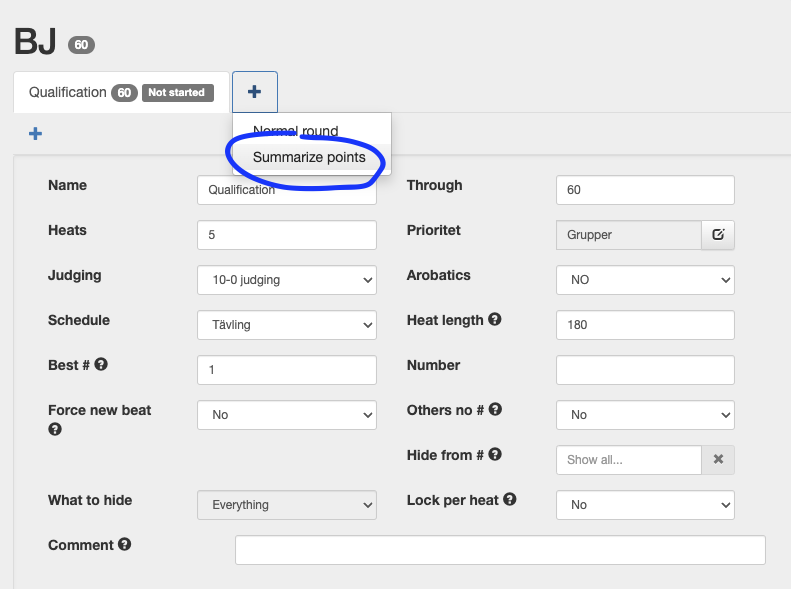 BJ 60
Qualification 60 Not started
Normal round
Summarize points
Name Qualification Through 60
Heats 5 Prioritet Grupper
Judging 10-0 judging Arobatics NO
Schedule Tävling Heat length 180
Best # 1 Number
Force new beat No Others no # No
Hide from # Show all...
What to hide Everything Lock per heat No
Comment